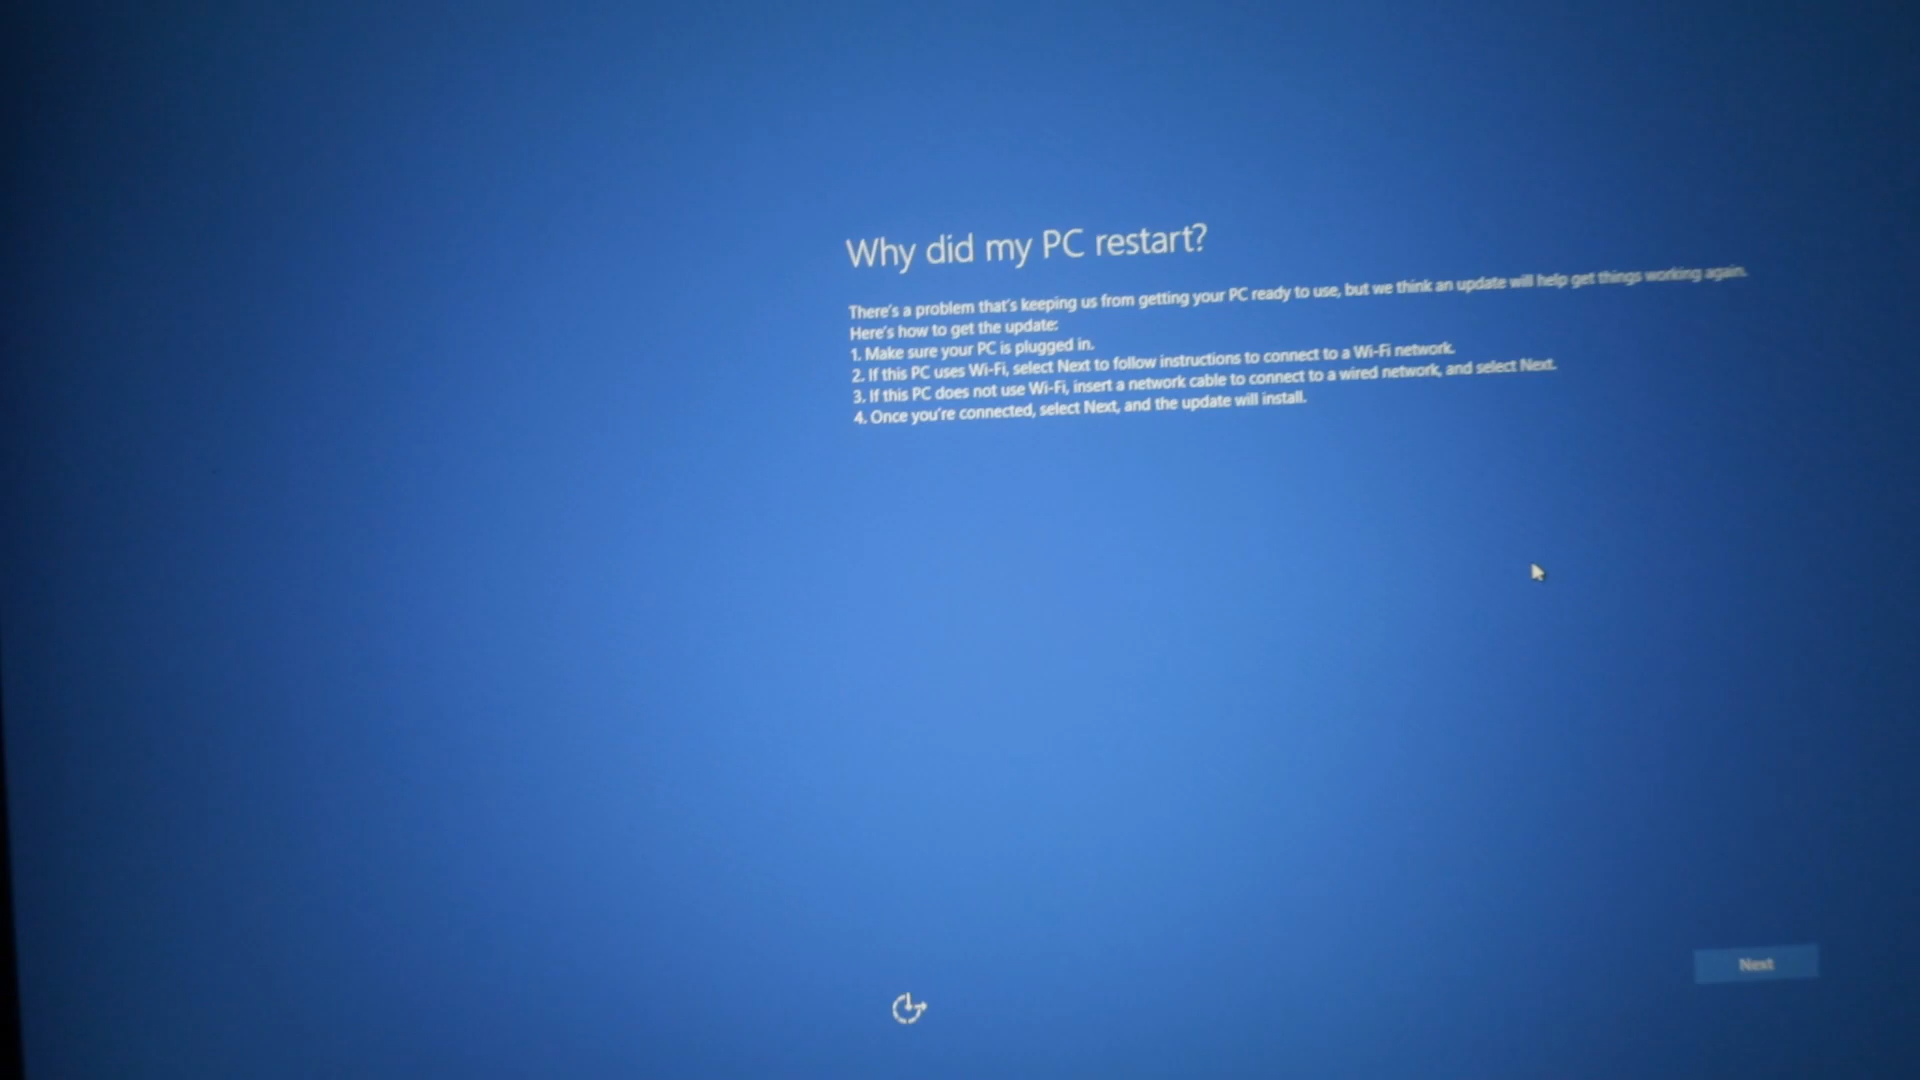 Why did my PC restart?
There's a problem that's keeping us from getting your PC ready to use, but we think an update will help get things working again.
Here's how to get the update:
1. Make sure your PC is plugged in.
2. If this PC uses Wi-Fi, select Next to follow instructions to connect to a Wi-Fi network.
3. If this PC does not use Wi-Fi, insert a network cable to connect to a wired network, and select Next.
4. Once you're connected, select Next, and the update will install.
Next